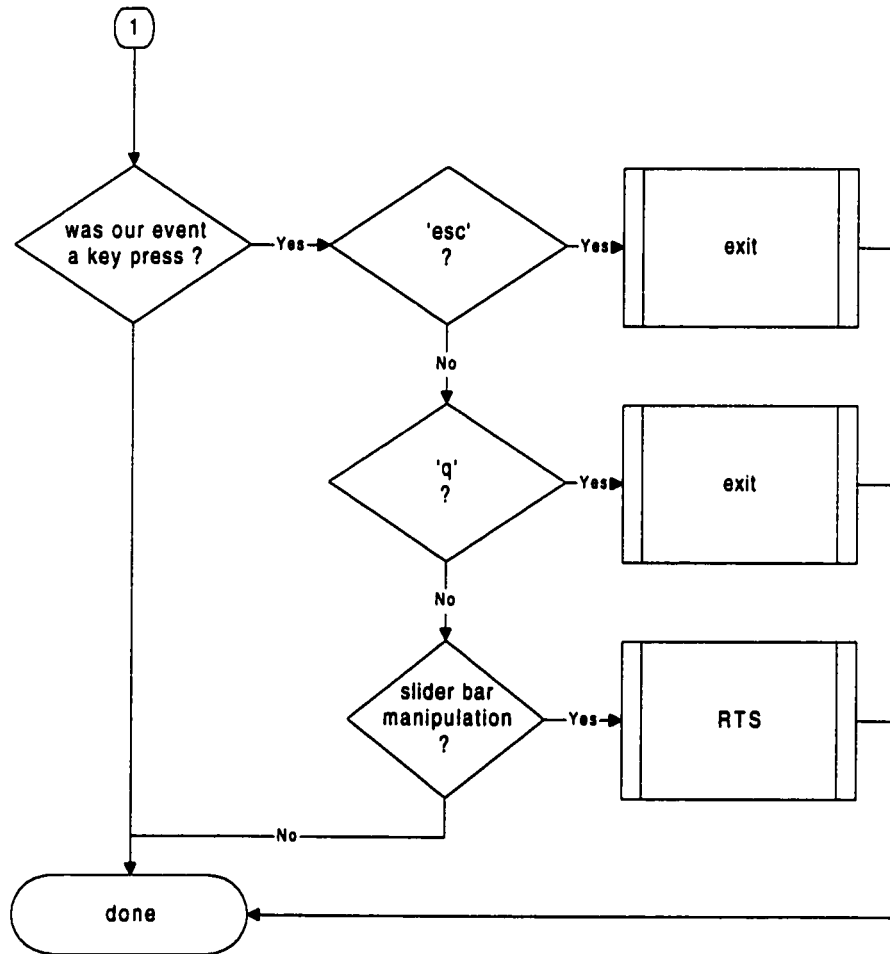 1
was our event
a key press ?
Yes
'esc'
?
Yes
exit
No
'q'
?
Yes
exit
No
slider bar
manipulation
?
Yes
RTS
No
done